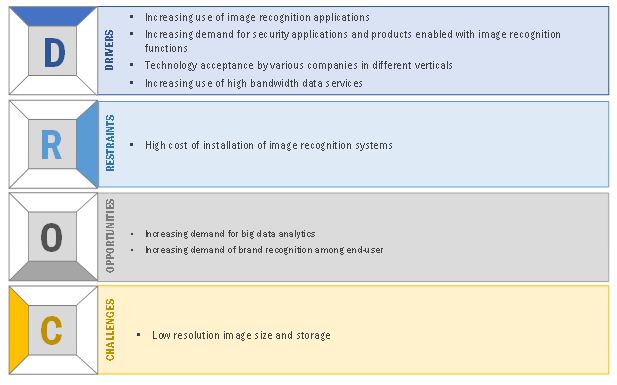 D
DRIVERS
▪ Increasing use of image recognition applications
▪ Increasing demand for security applications and products enabled with image recognition
functions
▪ Technology acceptance by various companies in different verticals
▪ Increasing use of high bandwidth data services
R
RESTRAINTS
▪ High cost of installation of image recognition systems
O
OPPORTUNITIES
▪ Increasing demand for big data analytics
▪ Increasing demand of brand recognition among end-user
C
CHALLENGES
▪ Low resolution image size and storage